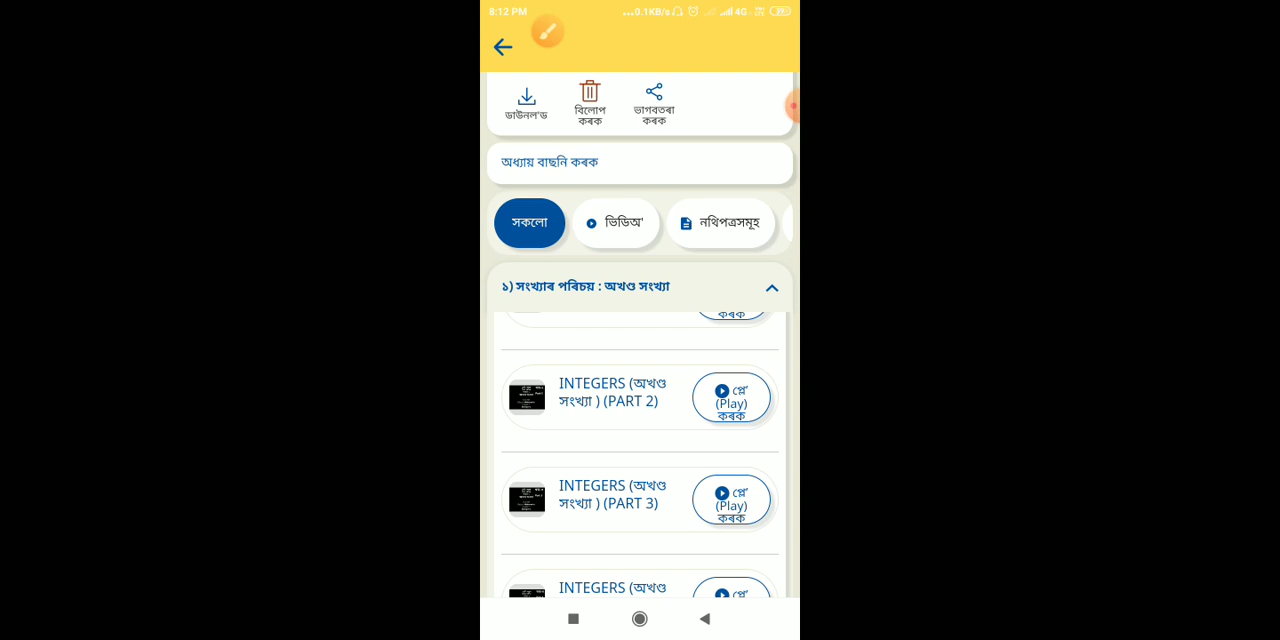 8:12 PM
...0.1KB/s
4G
ডাউনল'ড
বিলোপ
কৰক
ভাগবতৰা
কৰক
অধ্যায় বাছনি কৰক
সকলো
ভিডিঅ'
নথিপত্ৰসমূহ
১) সংখ্যাৰ পৰিচয় : অখণ্ড সংখ্যা
কৰক
INTEGERS (অখণ্ড
সংখ্যা ) (PART 2)
প্লে'
(Play)
কৰক
INTEGERS (অখণ্ড
সংখ্যা ) (PART 3)
প্লে'
(Play)
কৰক
INTEGERS (অখণ্ড
প্লে'